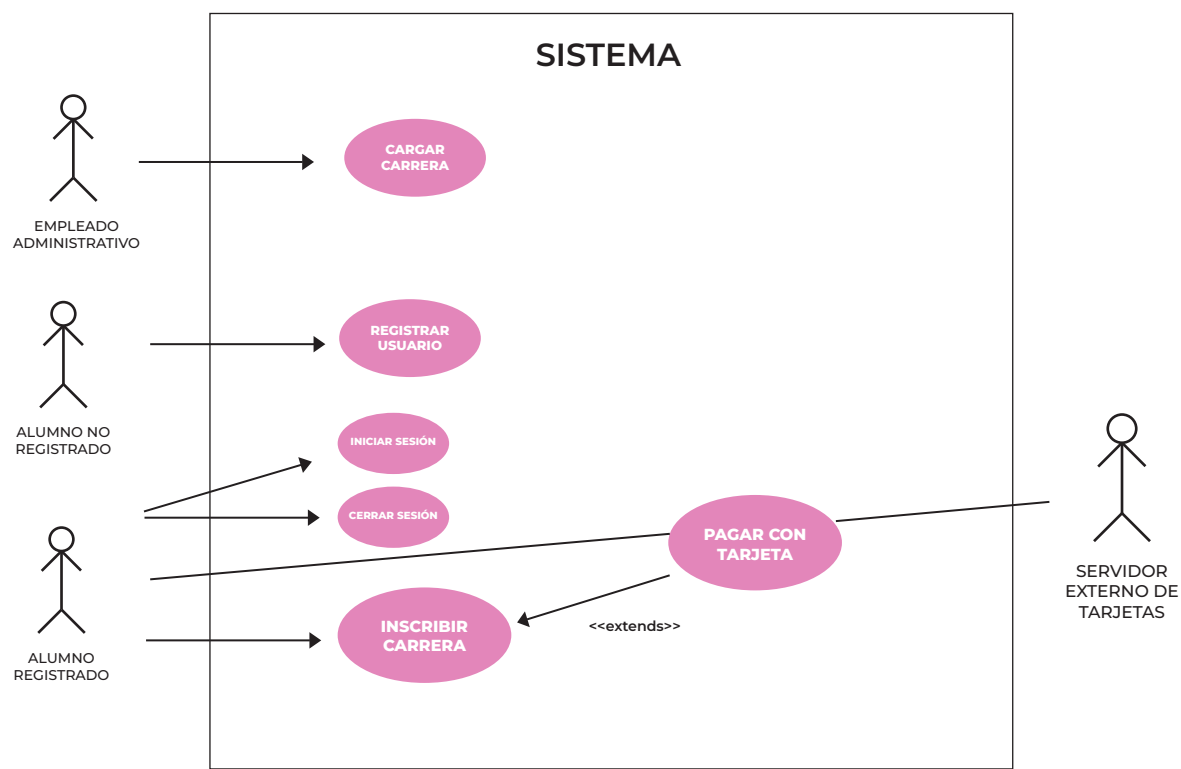 SISTEMA
CARGAR
CARRERA
EMPLEADO
ADMINISTRATIVO
REGISTRAR
USUARIO
ALUMNO NO
REGISTRADO
INICIAR SESIÓN
CERRAR SESIÓN
PAGAR CON
TARJETA
SERVIDOR
EXTERNO DE
TARJETAS
INSCRIBIR
CARRERA
<<extends>>
ALUMNO
REGISTRADO